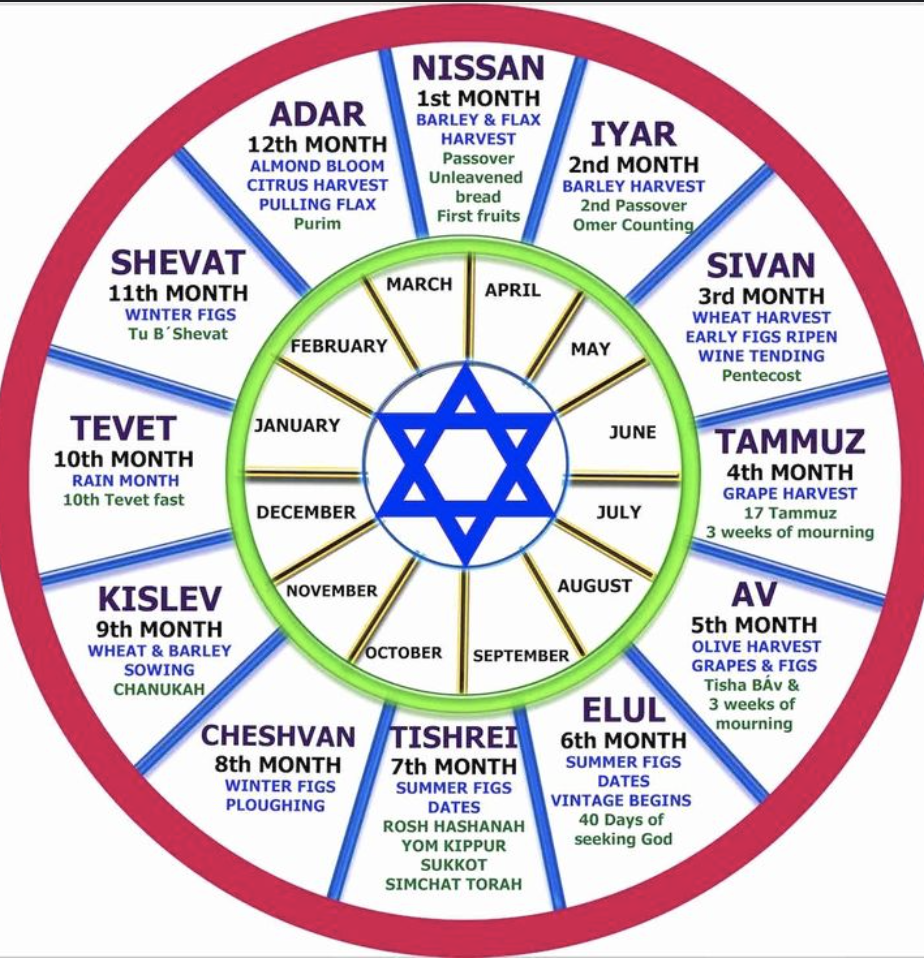 NISSAN
1st MONTH
BARLEY & FLAX
HARVEST
Passover
Unleavened
bread
First fruits
IYAR
2nd MONTH
BARLEY HARVEST
2nd Passover
Omer Counting
SIVAN
3rd MONTH
WHEAT HARVEST
EARLY FIGS RIPEN
WINE TENDING
Pentecost
TAMMUZ
4th MONTH
GRAPE HARVEST
17 Tammuz
3 weeks of mourning
AV
5th MONTH
OLIVE HARVEST
GRAPES & FIGS
Tisha BÁv &
3 weeks of
mourning
ELUL
6th MONTH
SUMMER FIGS
DATES
VINTAGE BEGINS
40 Days of
seeking God
TISHREI
7th MONTH
SUMMER FIGS
DATES
ROSH HASHANAH
YOM KIPPUR
SUKKOT
SIMCHAT TORAH
CHESHVAN
8th MONTH
WINTER FIGS
PLOUGHING
KISLEV
9th MONTH
WHEAT & BARLEY
SOWING
CHANUKAH
TEVET
10th MONTH
RAIN MONTH
10th Tevet fast
SHEVAT
11th MONTH
WINTER FIGS
Tu B´Shevat
ADAR
12th MONTH
ALMOND BLOOM
CITRUS HARVEST
PULLING FLAX
Purim
MARCH
APRIL
MAY
JUNE
JULY
AUGUST
SEPTEMBER
OCTOBER
NOVEMBER
DECEMBER
JANUARY
FEBRUARY